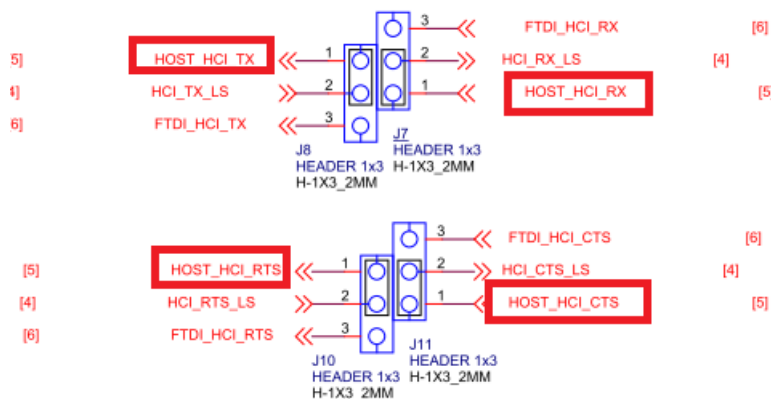 3 FTDI_HCI_RX [6]
5] HOST_HCI_TX 1 2 HCI_RX_LS [4]
4] HCI_TX_LS 2 1 HOST_HCI_RX [5
6] FTDI_HCI_TX 3
J7
J8 HEADER 1x3
HEADER 1x3 H-1X3_2MM
H-1X3_2MM
3 FTDI_HCI_CTS [6]
[5] HOST_HCI_RTS 1 2 HCI_CTS_LS [4]
[4] HCI_RTS_LS 2 1 HOST_HCI_CTS [5]
[6] FTDI_HCI_RTS 3
J10 J11
HEADER 1x3
HEADER 1x3 H-1X3_2MM
H-1X3_2MM